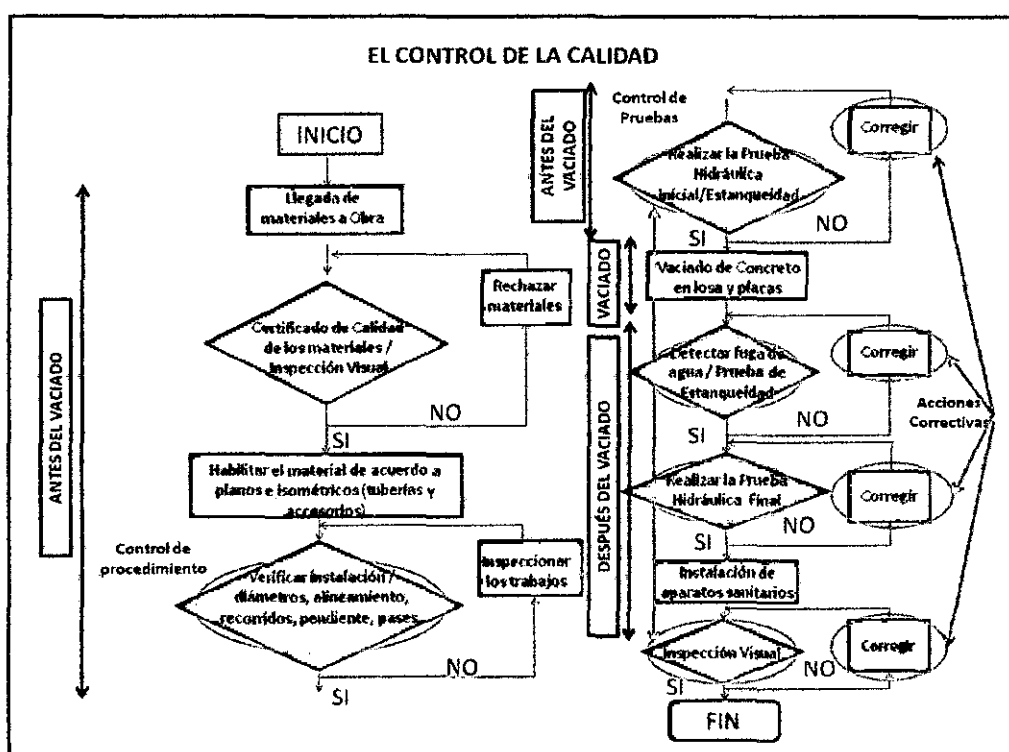 EL CONTROL DE LA CALIDAD
ANTES DEL VACIADO
INICIO
Llegada de
materiales a Obra
Rechazar
materiales
Certificado de Calidad
de los materiales /
Inspección Visual
NO
SI
Habilitar el material de acuerdo a
planos e isométricos (tuberías y
accesorios)
Control de
procedimiento
Inspeccionar
los trabajos
Verificar instalación /
diámetros, alineamiento,
recorridos, pendiente, pases
NO
SI
ANTES DEL
VACIADO
Control de
Pruebas
Corregir
Realizar la Prueba
Hidráulica
inicial/Estanqueidad
NO
SI
VACIADO
Vaciado de Concreto
en losa y placas
DESPUÉS DEL VACIADO
Detectar fuga de
agua / Prueba de
Estanqueidad
Corregir
NO
SI
Acciones
Correctivas
Realizar la Prueba
Hidráulica Final
Corregir
NO
SI
Instalación de
aparatos sanitarios
Inspección Visual
Corregir
NO
SI
FIN